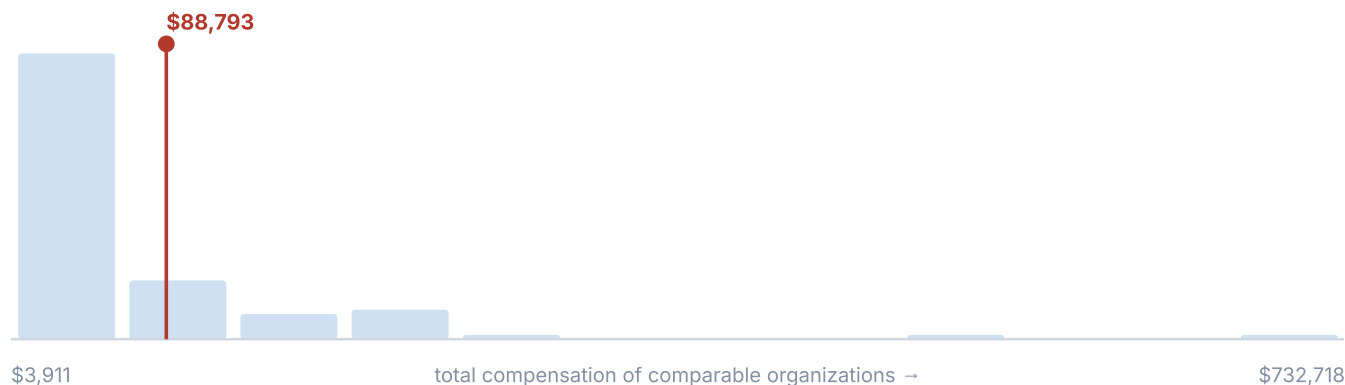 $88,793
$3,911 total compensation of comparable organizations → $732,718